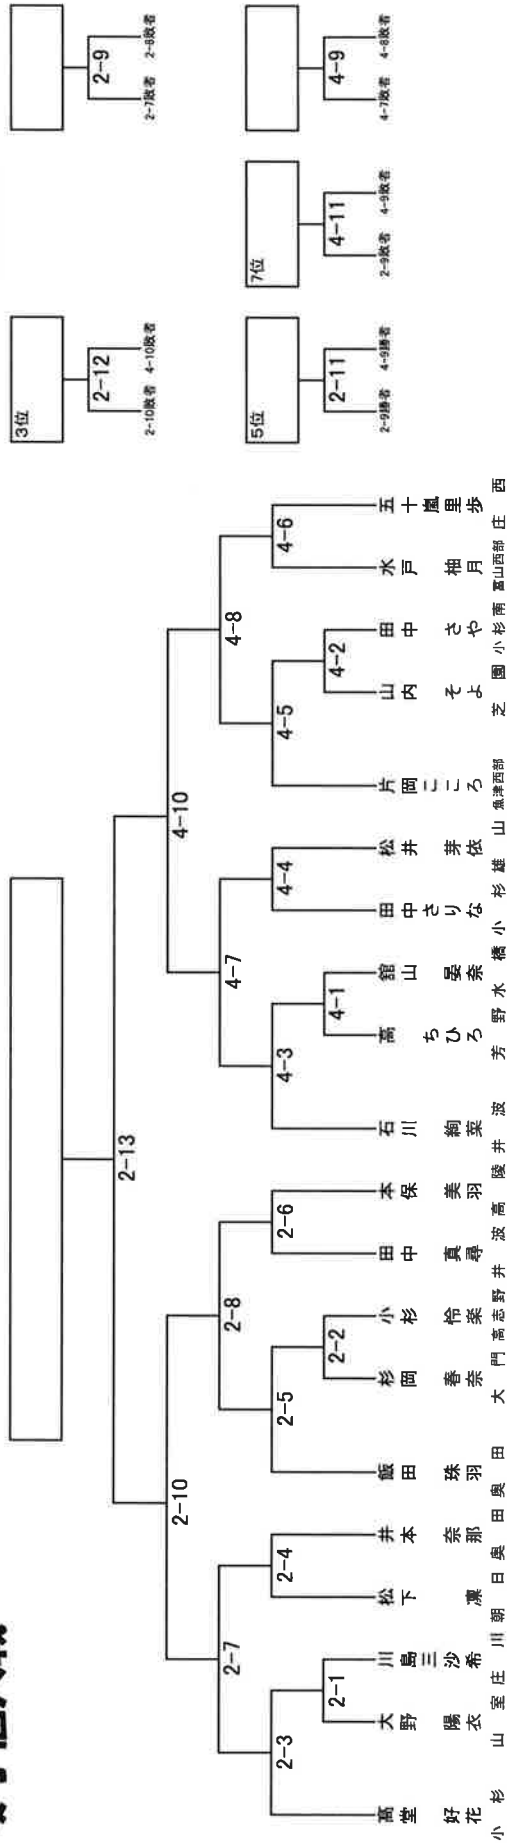 2-13
2-10
4-10
2-7
2-8
4-7
4-8
2-3
2-4
2-5
2-6
4-3
4-4
4-5
4-6
2-1
2-2
4-1
4-2
髙堂好花 小杉
大野陽衣 山室
川島三沙希 庄川
松下凜 朝日
井本奈那 奥田
飯田珠羽 奥田
杉岡春奈 大門
小杉怜楽 高志野
田中真尋 井波
本保美羽 高陵
石川絢菜 井波
高ちひろ 芳野
舘山晏奈 水橋
田中さりな 小杉
松井芽依 雄山
片岡こころ 魚津西部
山内そよ 芝園
田中さや 小杉南
水戸柚月 富山西部
五十嵐里歩 庄西
3位
2-12
2-10敗者 4-10敗者
2-9
2-7敗者 2-8敗者
5位
2-11
2-9勝者 4-9勝者
7位
4-11
2-9敗者 4-9敗者
4-9
4-7敗者 4-8敗者